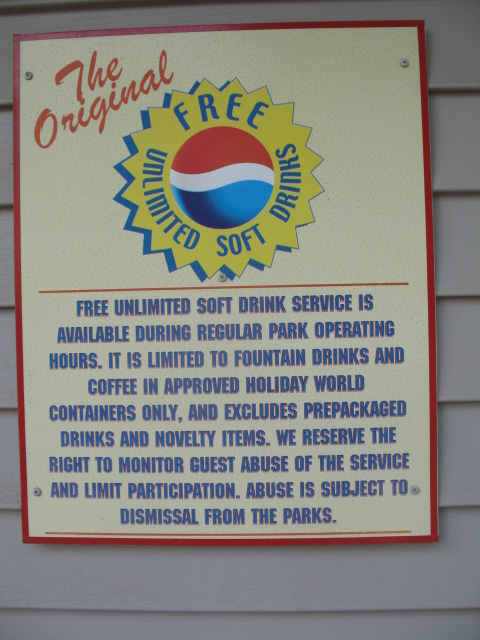 The
Original
FREE
UNLIMITED SOFT DRINKS
FREE UNLIMITED SOFT DRINK SERVICE IS
AVAILABLE DURING REGULAR PARK OPERATING
HOURS. IT IS LIMITED TO FOUNTAIN DRINKS AND
COFFEE IN APPROVED HOLIDAY WORLD
CONTAINERS ONLY, AND EXCLUDES PREPACKAGED
DRINKS AND NOVELTY ITEMS. WE RESERVE THE
RIGHT TO MONITOR GUEST ABUSE OF THE SERVICE
AND LIMIT PARTICIPATION. ABUSE IS SUBJECT TO
DISMISSAL FROM THE PARKS.